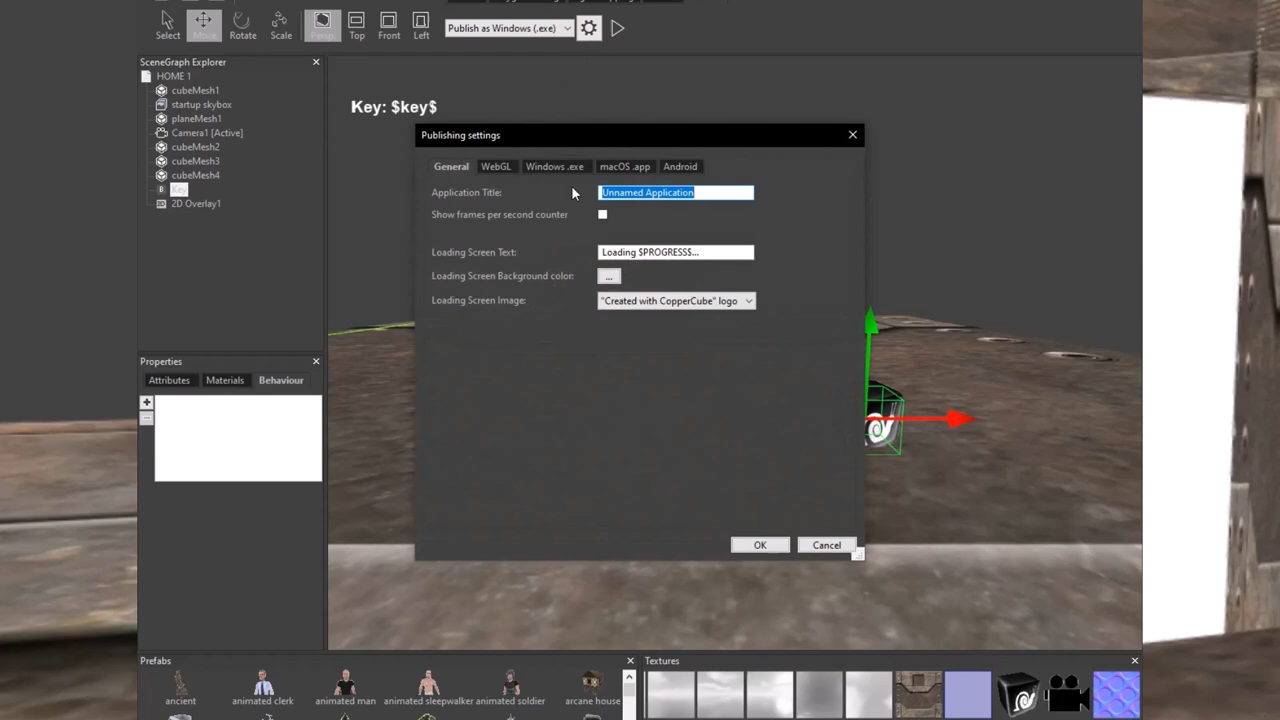 Select Move Rotate Scale Persp. Top Front Left Publish as Windows (.exe)
SceneGraph Explorer
HOME 1
cubeMesh1
startup skybox
planeMesh1
Camera1 [Active]
cubeMesh2
cubeMesh3
cubeMesh4
B Key
2D Overlay1
Key: $key$
Publishing settings
General WebGL Windows .exe macOS .app Android
Application Title: Unnamed Application
Show frames per second counter
Loading Screen Text: Loading $PROGRESS$...
Loading Screen Background color: ...
Loading Screen Image: "Created with CopperCube" logo
OK Cancel
Properties
Attributes Materials Behaviour
Prefabs
ancient animated clerk animated man animated sleepwalker animated soldier arcane house
Textures